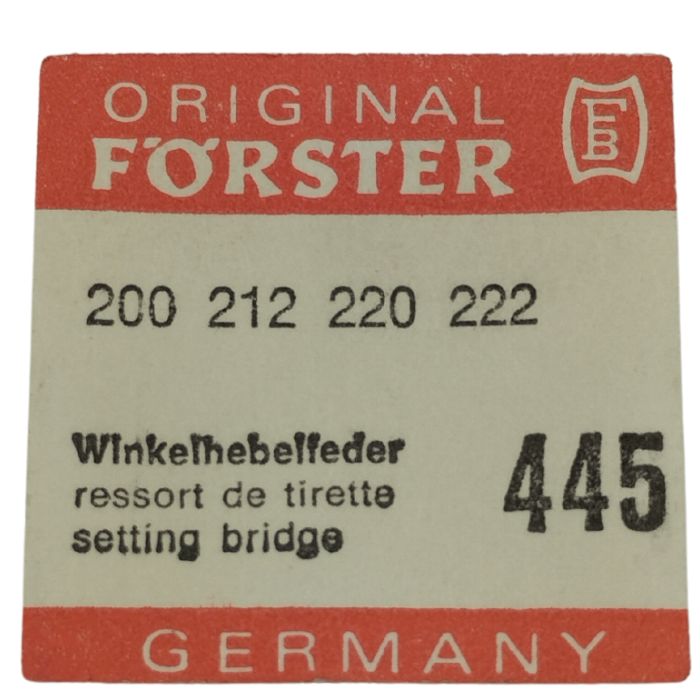 ORIGINAL
FÖRSTER
FB
200 212 220 222
Winkelhebelfeder
ressort de tirette
setting bridge
445
GERMANY